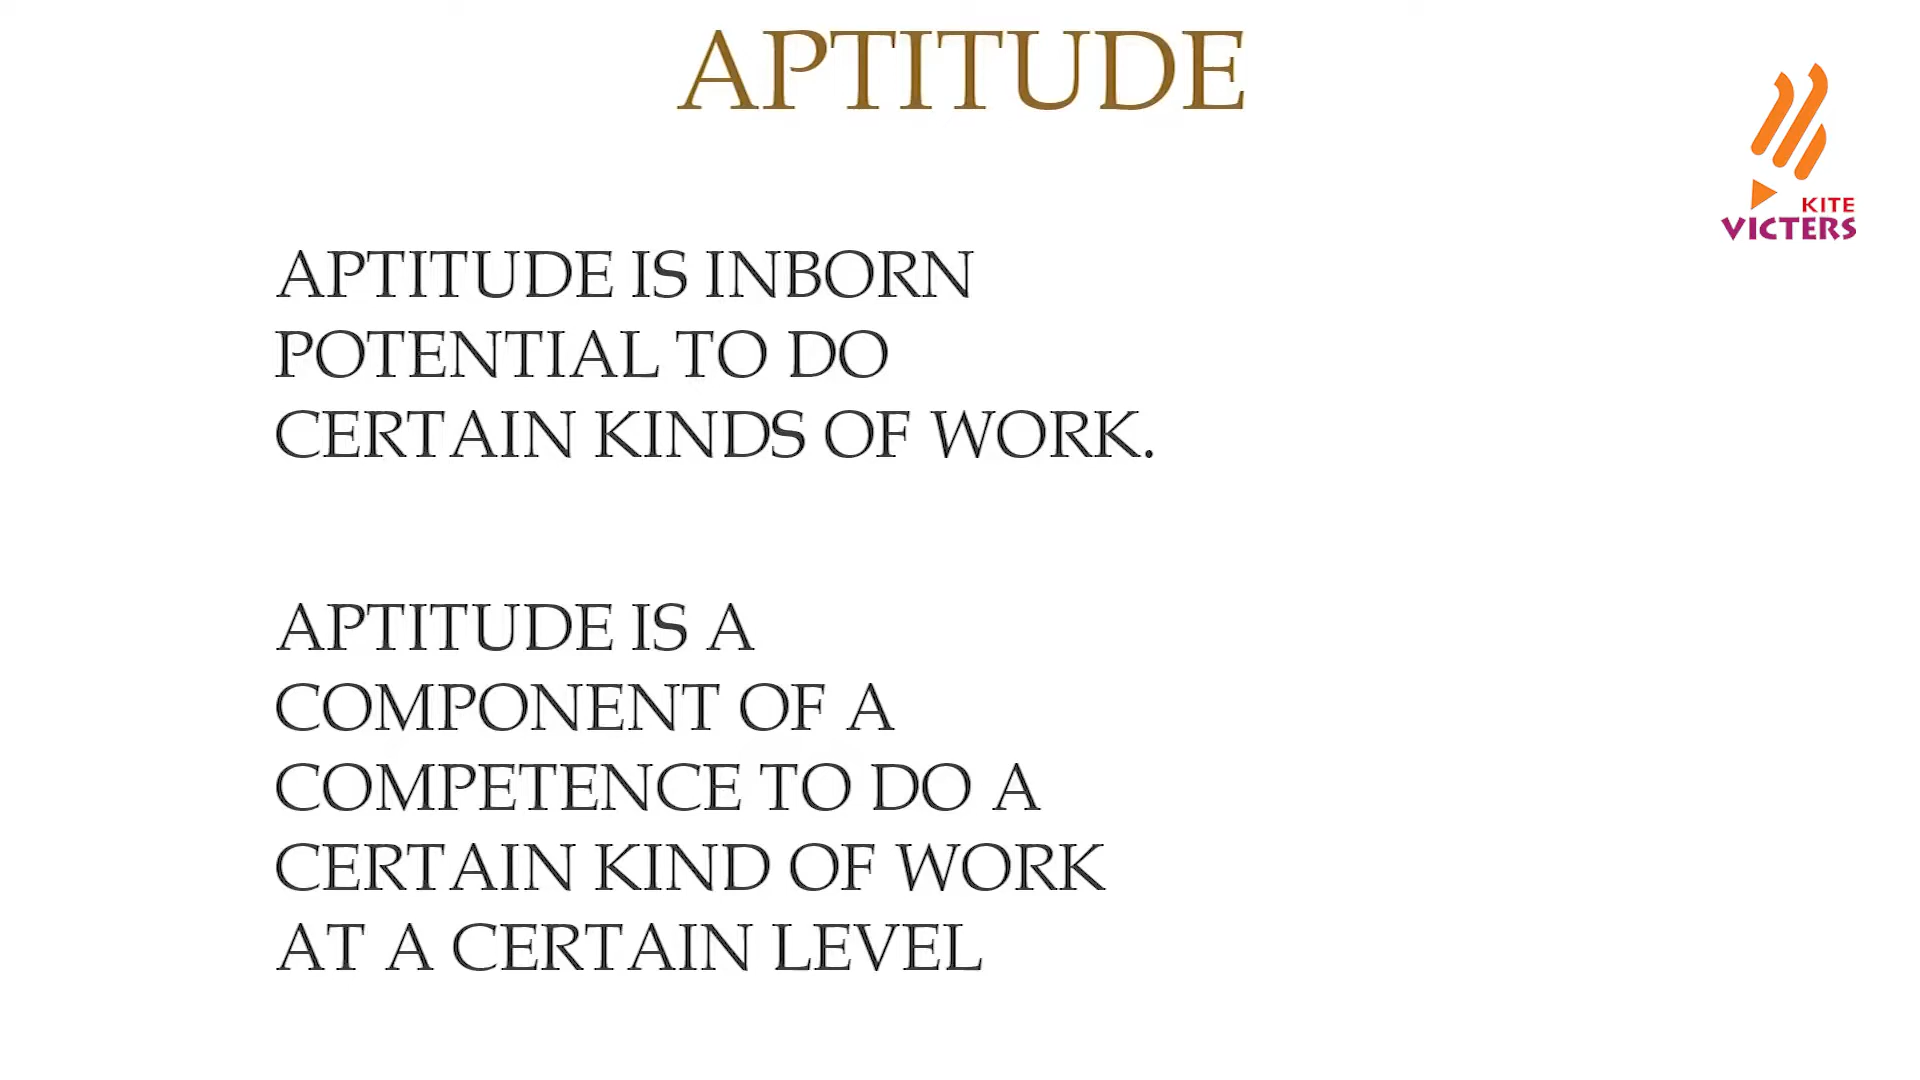 APTITUDE
KITE
VICTERS
APTITUDE IS INBORN
POTENTIAL TO DO
CERTAIN KINDS OF WORK.
APTITUDE IS A
COMPONENT OF A
COMPETENCE TO DO A
CERTAIN KIND OF WORK
AT A CERTAIN LEVEL